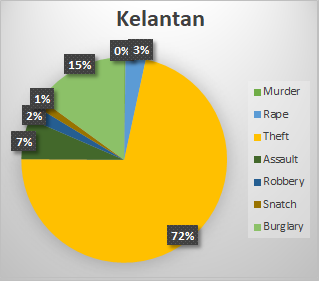 Kelantan
0%
3%
15%
1%
2%
7%
72%
Murder
Rape
Theft
Assault
Robbery
Snatch
Burglary